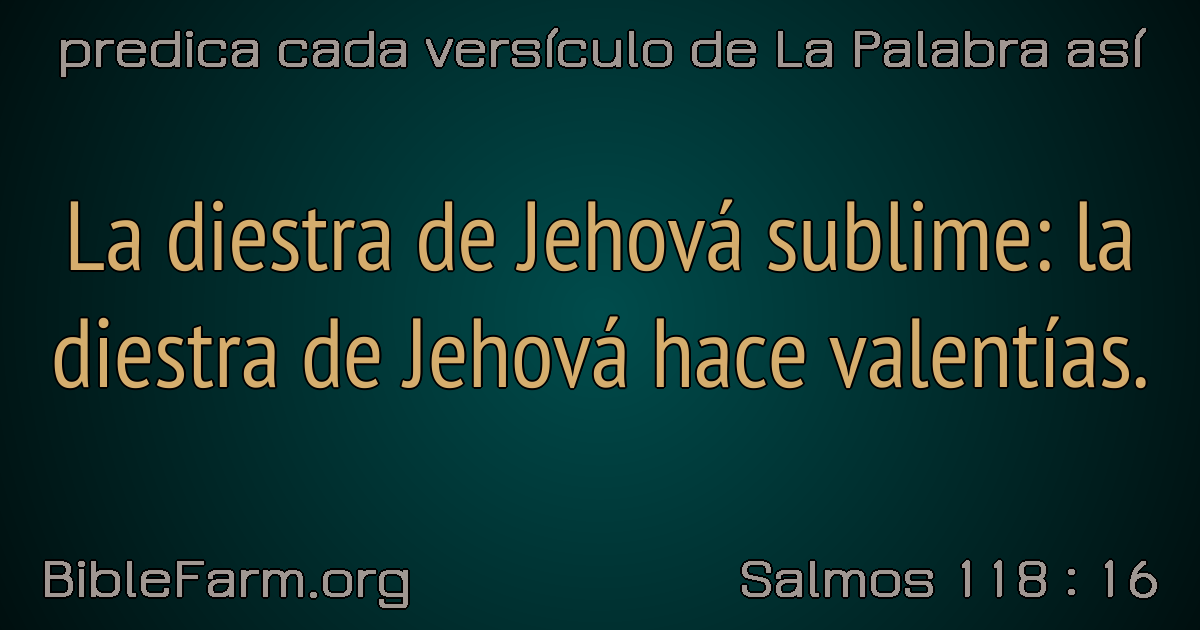 predica cada versículo de La Palabra así
La diestra de Jehová sublime: la
diestra de Jehová hace valentías.
BibleFarm.org
Salmos 118 : 16